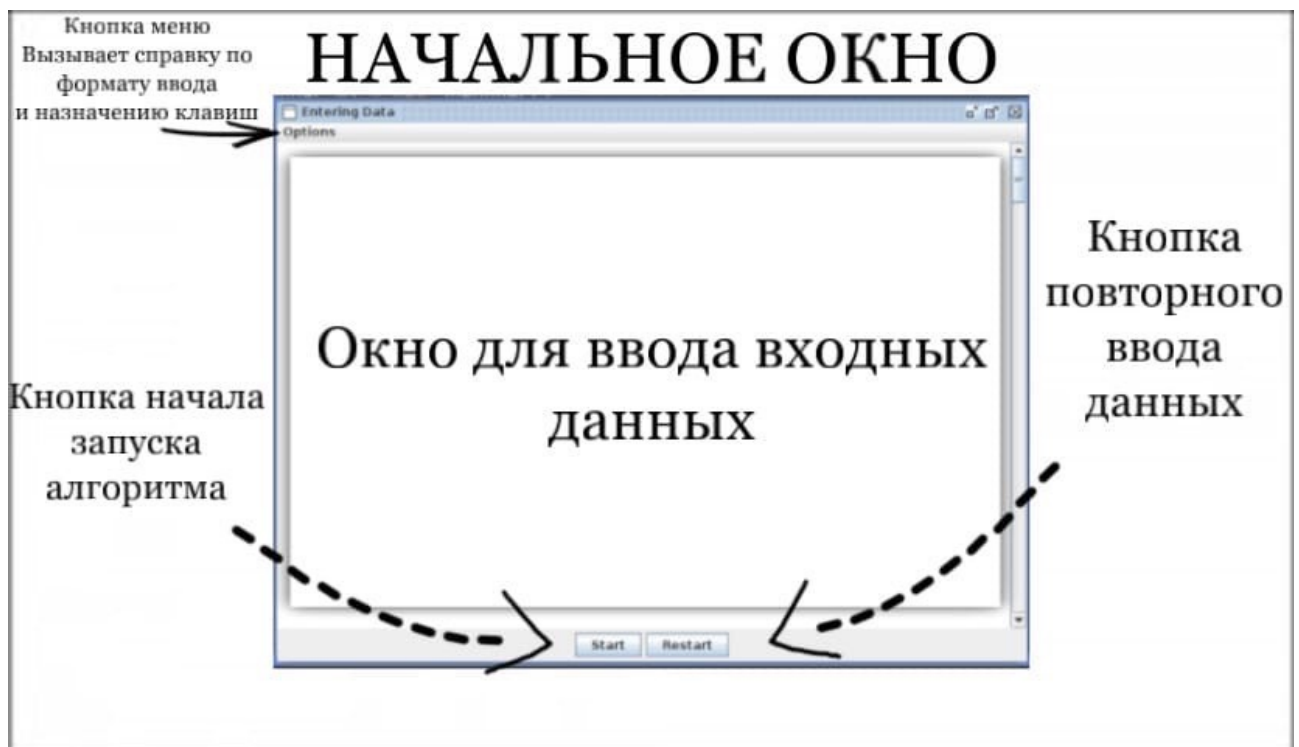 Кнопка меню
Вызывает справку по
формату ввода
и назначению клавиш
НАЧАЛЬНОЕ ОКНО
Entering Data
Options
Окно для ввода входных
данных
Кнопка
повторного
ввода
данных
Кнопка начала
запуска
алгоритма
Start
Restart